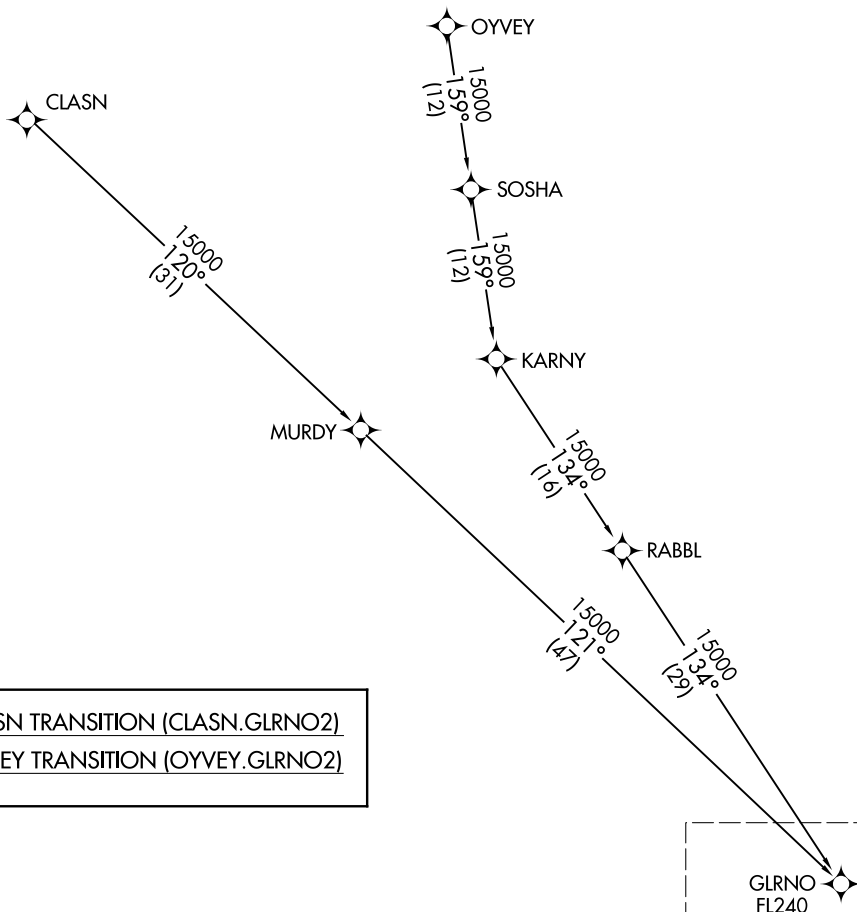 OYVEY
15000
159°
(12)
CLASN
SOSHA
15000
120°
(31)
15000
159°
(12)
KARNY
MURDY
15000
134°
(16)
RABBL
15000
121°
(47)
15000
134°
(29)
SN TRANSITION (CLASN.GLRNO2)
EY TRANSITION (OYVEY.GLRNO2)
GLRNO
FL240